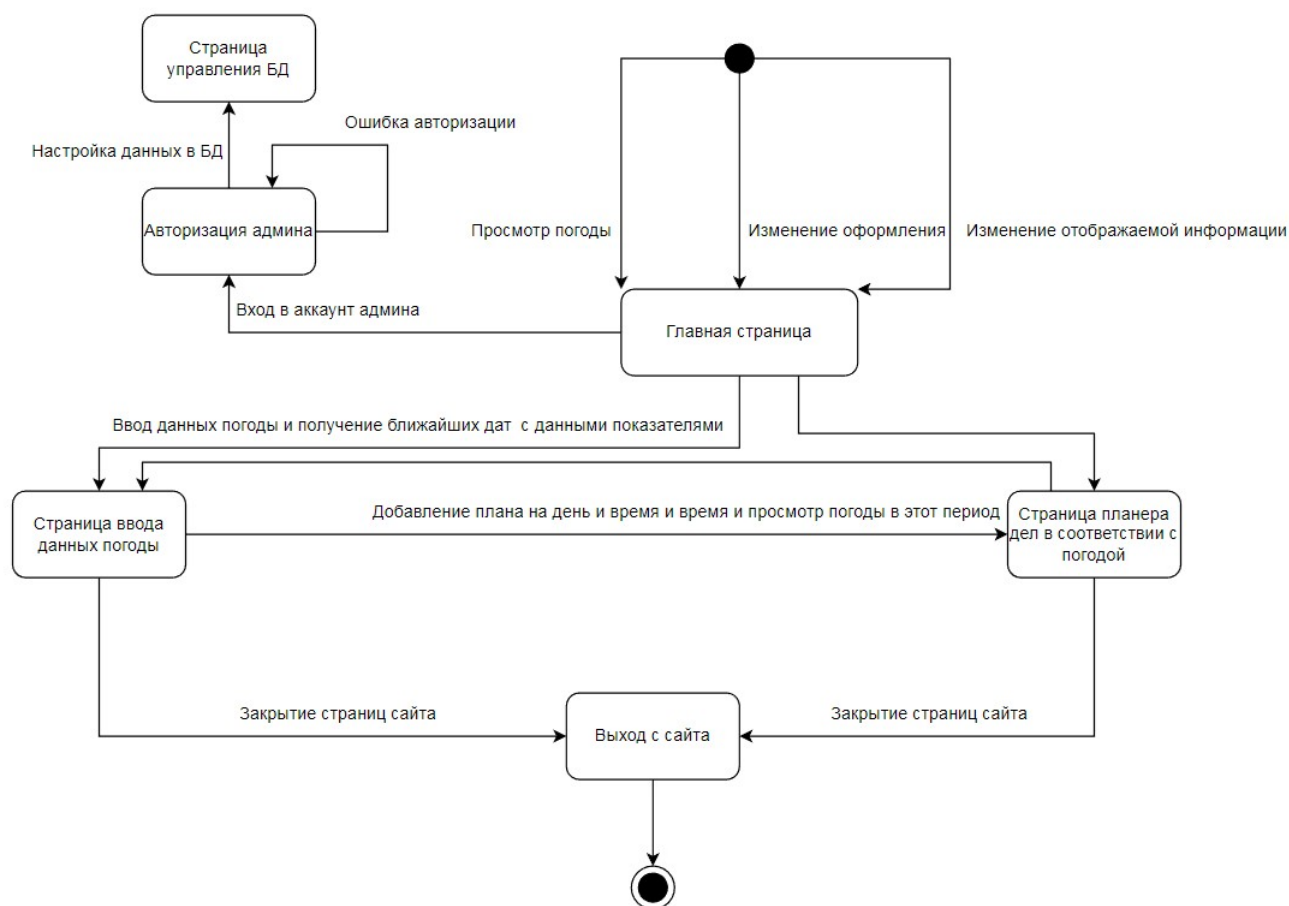 Страница
управления БД
Ошибка авторизации
Настройка данных в БД
Авторизация админа
Просмотр погоды
Изменение оформления
Изменение отображаемой информации
Вход в аккаунт админа
Главная страница
Ввод данных погоды и получение ближайших дат с данными показателями
Страница ввода
данных погоды
Добавление плана на день и время и время и просмотр погоды в этот период
Страница планера
дел в соответствии с
погодой
Закрытие страниц сайта
Выход с сайта
Закрытие страниц сайта